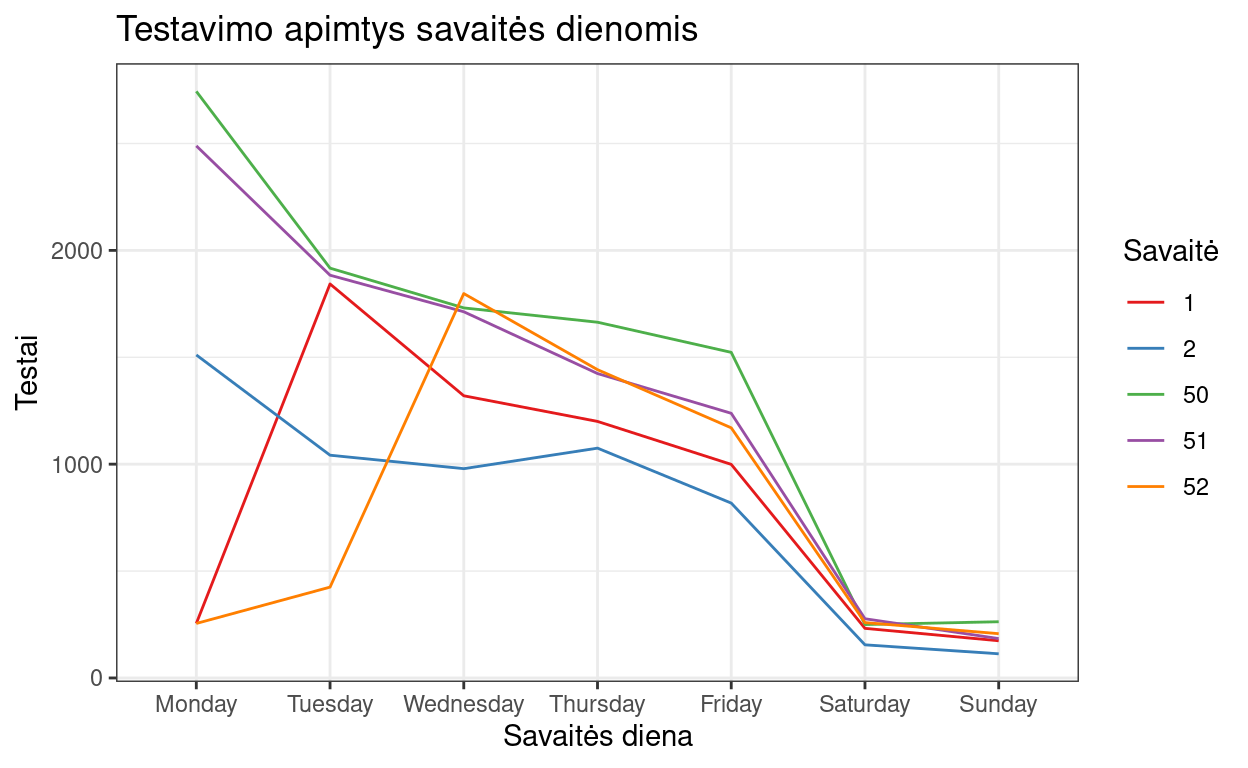 Testavimo apimtys savaitės dienomis
Testai
2000
1000
0
Monday Tuesday Wednesday Thursday Friday Saturday Sunday
Savaitės diena
Savaitė
1
2
50
51
52